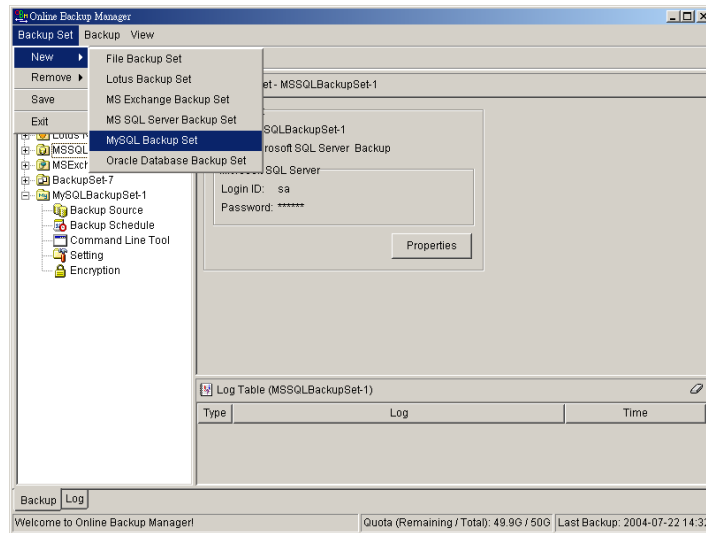 Online Backup Manager
Backup Set Backup View
New
Remove
Save
Exit
File Backup Set
Lotus Backup Set
MS Exchange Backup Set
MS SQL Server Backup Set
MySQL Backup Set
Oracle Database Backup Set
et - MSSQLBackupSet-1
SQLBackupSet-1
rosoft SQL Server Backup
SQL Server
Login ID: sa
Password: ******
Properties
MSSQL
MSExch
BackupSet-7
MySQLBackupSet-1
Backup Source
Backup Schedule
Command Line Tool
Setting
Encryption
Log Table (MSSQLBackupSet-1)
Type Log Time
Backup Log
Welcome to Online Backup Manager!
Quota (Remaining / Total): 49.9G / 50G
Last Backup: 2004-07-22 14:3